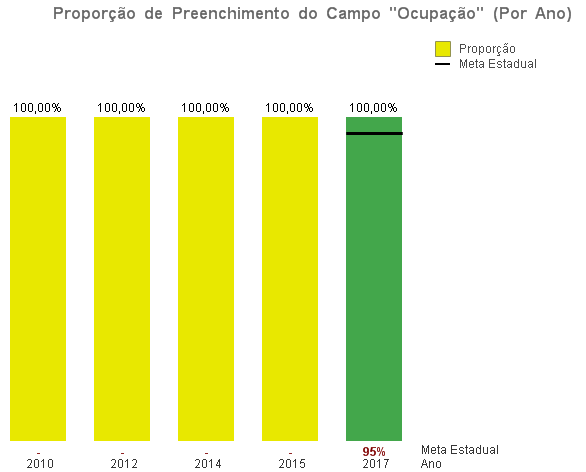 Proporção de Preenchimento do Campo "Ocupação" (Por Ano)
Proporção
Meta Estadual
100,00% 100,00% 100,00% 100,00% 100,00%
- - - - 95% Meta Estadual
2010 2012 2014 2015 2017 Ano